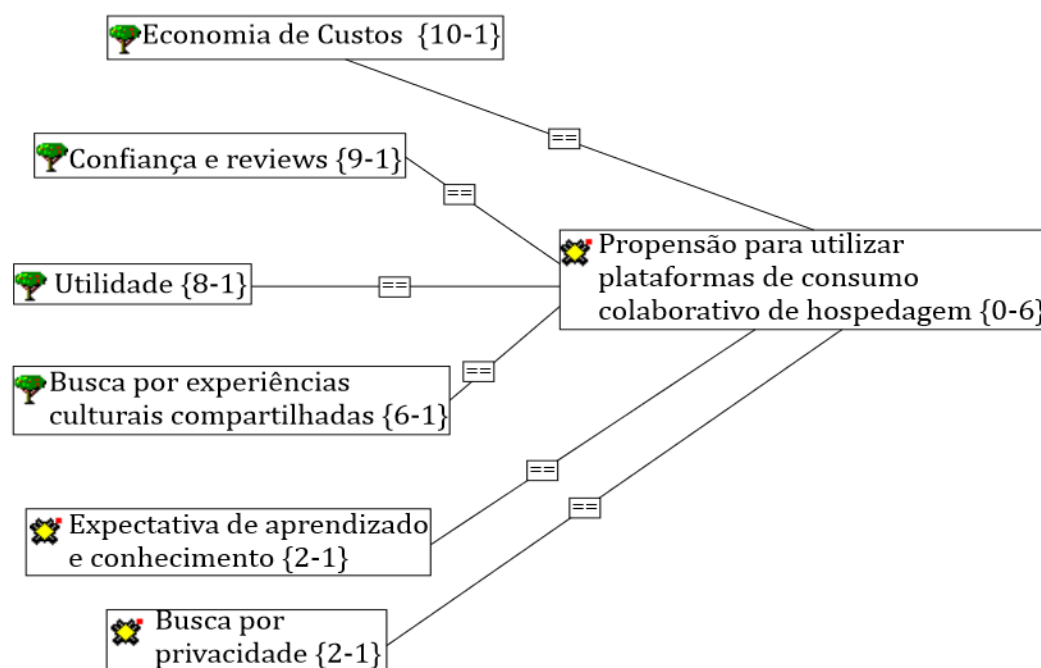 Economia de Custos {10-1}
==
Confiança e reviews {9-1}
==
Propensão para utilizar
plataformas de consumo
colaborativo de hospedagem {0-6}
Utilidade {8-1}
==
Busca por experiências
culturais compartilhadas {6-1}
==
Expectativa de aprendizado
e conhecimento {2-1}
==
Busca por
privacidade {2-1}
==